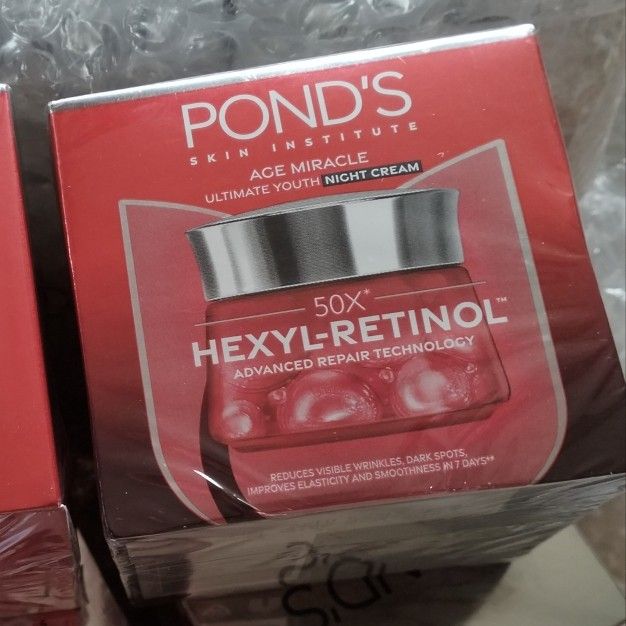 POND'S
SKIN INSTITUTE
AGE MIRACLE
ULTIMATE YOUTH NIGHT CREAM
50X*
HEXYL-RETINOL™
ADVANCED REPAIR TECHNOLOGY
REDUCES VISIBLE WRINKLES, DARK SPOTS,
IMPROVES ELASTICITY AND SMOOTHNESS IN 7 DAYS**